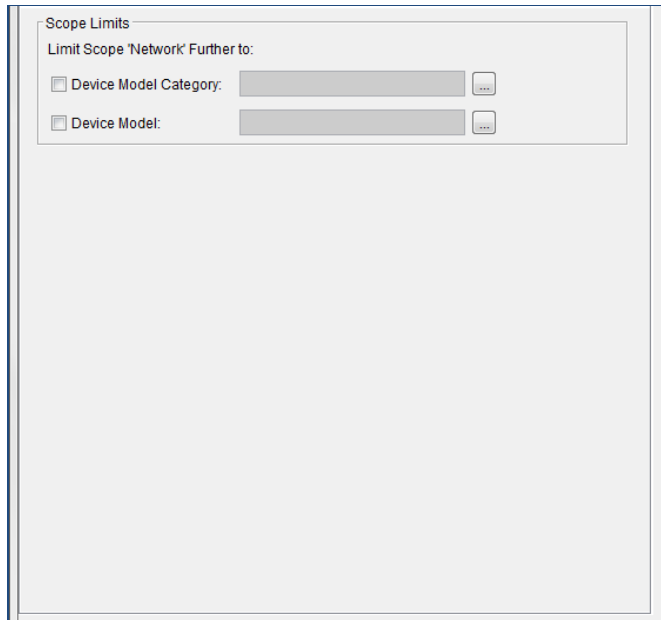 Scope Limits
Limit Scope 'Network' Further to:
Device Model Category:
...
Device Model:
...